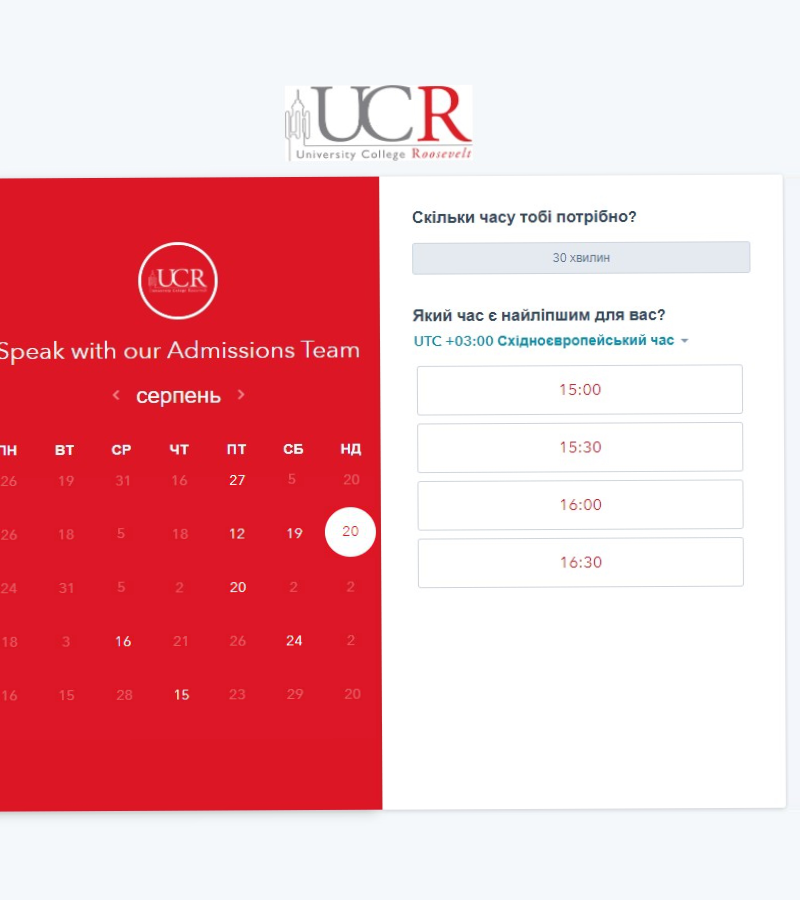 UCR
University College Roosevelt
UCR
Speak with our Admissions Team
серпень
ПН ВТ СР ЧТ ПТ СБ НД
26 19 31 16 27 5 20
26 18 5 18 12 19 20
24 31 5 2 20 2 2
18 3 16 21 26 24 2
16 15 28 15 23 29 20
Скільки часу тобі потрібно?
30 хвилин
Який час є найліпшим для вас?
UTC +03:00 Східноєвропейський час
15:00
15:30
16:00
16:30